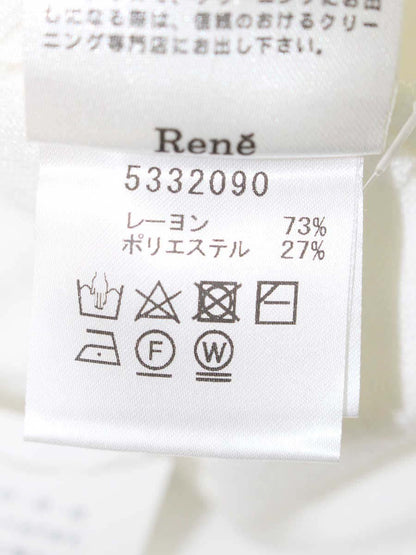 しになる際は、信頼のおけるクリー
ニング専門店にお出し下さい。
René
5332090
レーヨン 73%
ポリエステル 27%
F W